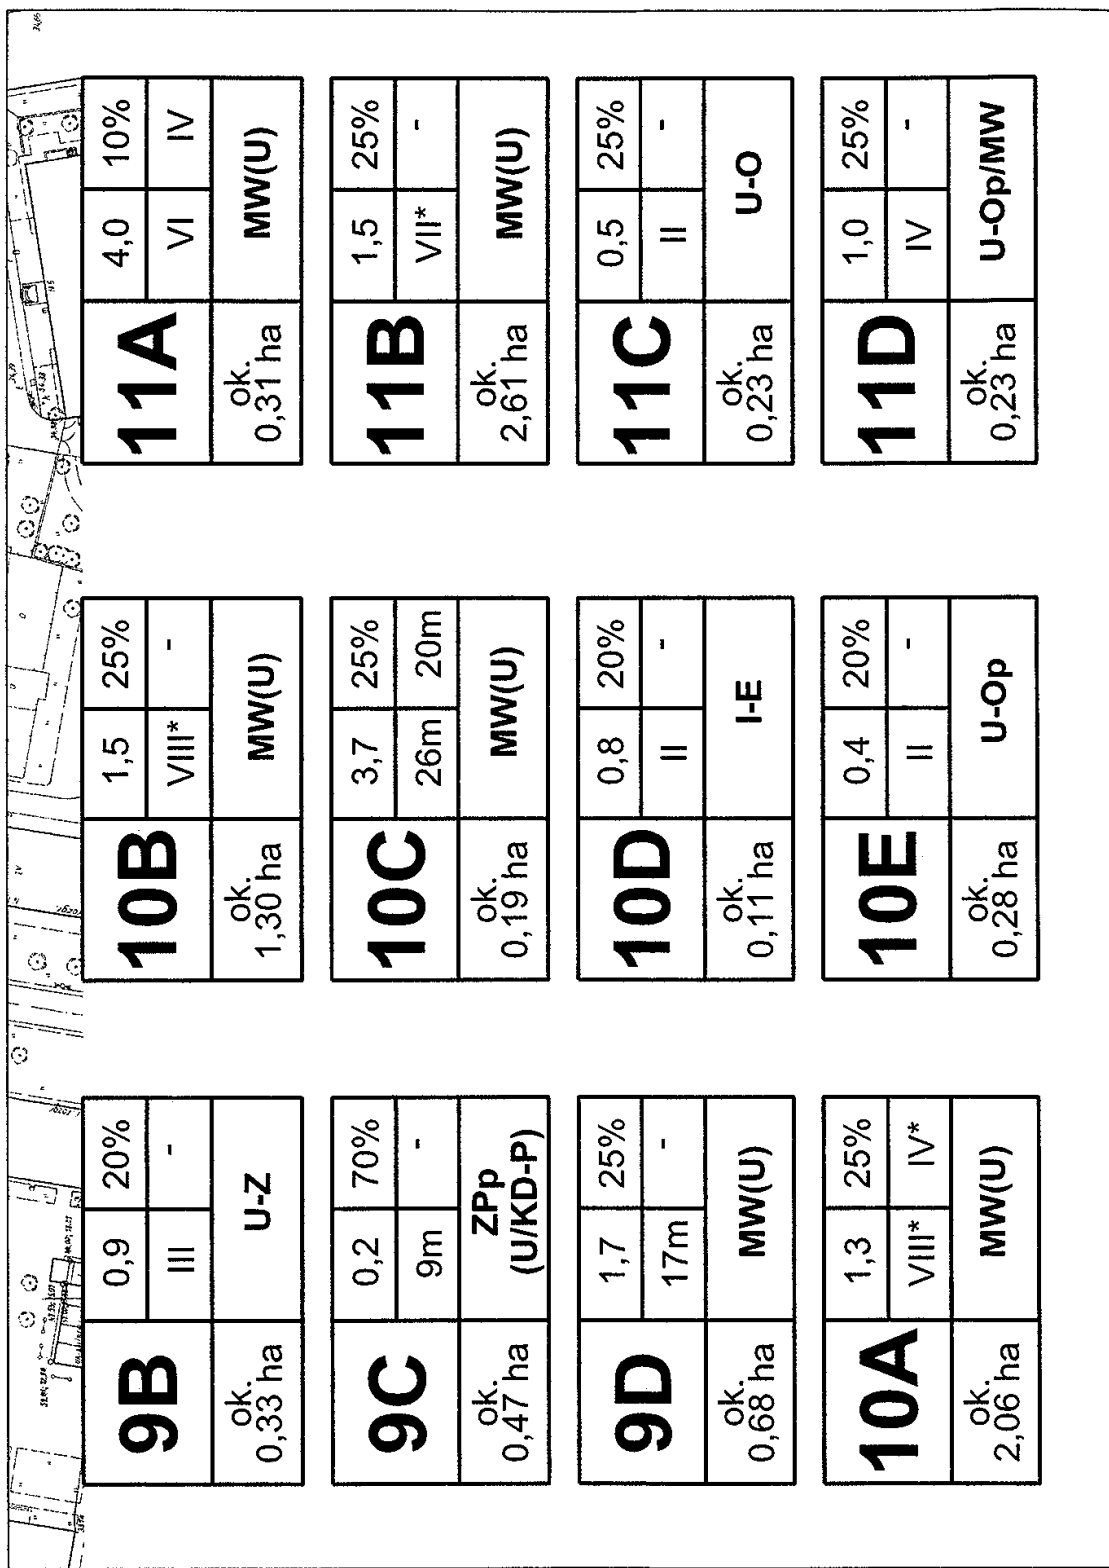 9B
0,9
20%
III
-
ok.
0,33 ha
U-Z
9C
0,2
70%
9m
-
ok.
0,47 ha
ZPp
(U/KD-P)
9D
1,7
25%
17m
-
ok.
0,68 ha
MW(U)
10A
1,3
25%
VIII*
IV*
ok.
2,06 ha
MW(U)
10B
1,5
25%
VIII*
-
ok.
1,30 ha
MW(U)
10C
3,7
25%
26m
20m
ok.
0,19 ha
MW(U)
10D
0,8
20%
II
-
ok.
0,11 ha
I-E
10E
0,4
20%
II
-
ok.
0,28 ha
U-Op
11A
4,0
10%
VI
IV
ok.
0,31 ha
MW(U)
11B
1,5
25%
VII*
-
ok.
2,61 ha
MW(U)
11C
0,5
25%
II
-
ok.
0,23 ha
U-O
11D
1,0
25%
IV
-
ok.
0,23 ha
U-Op/MW